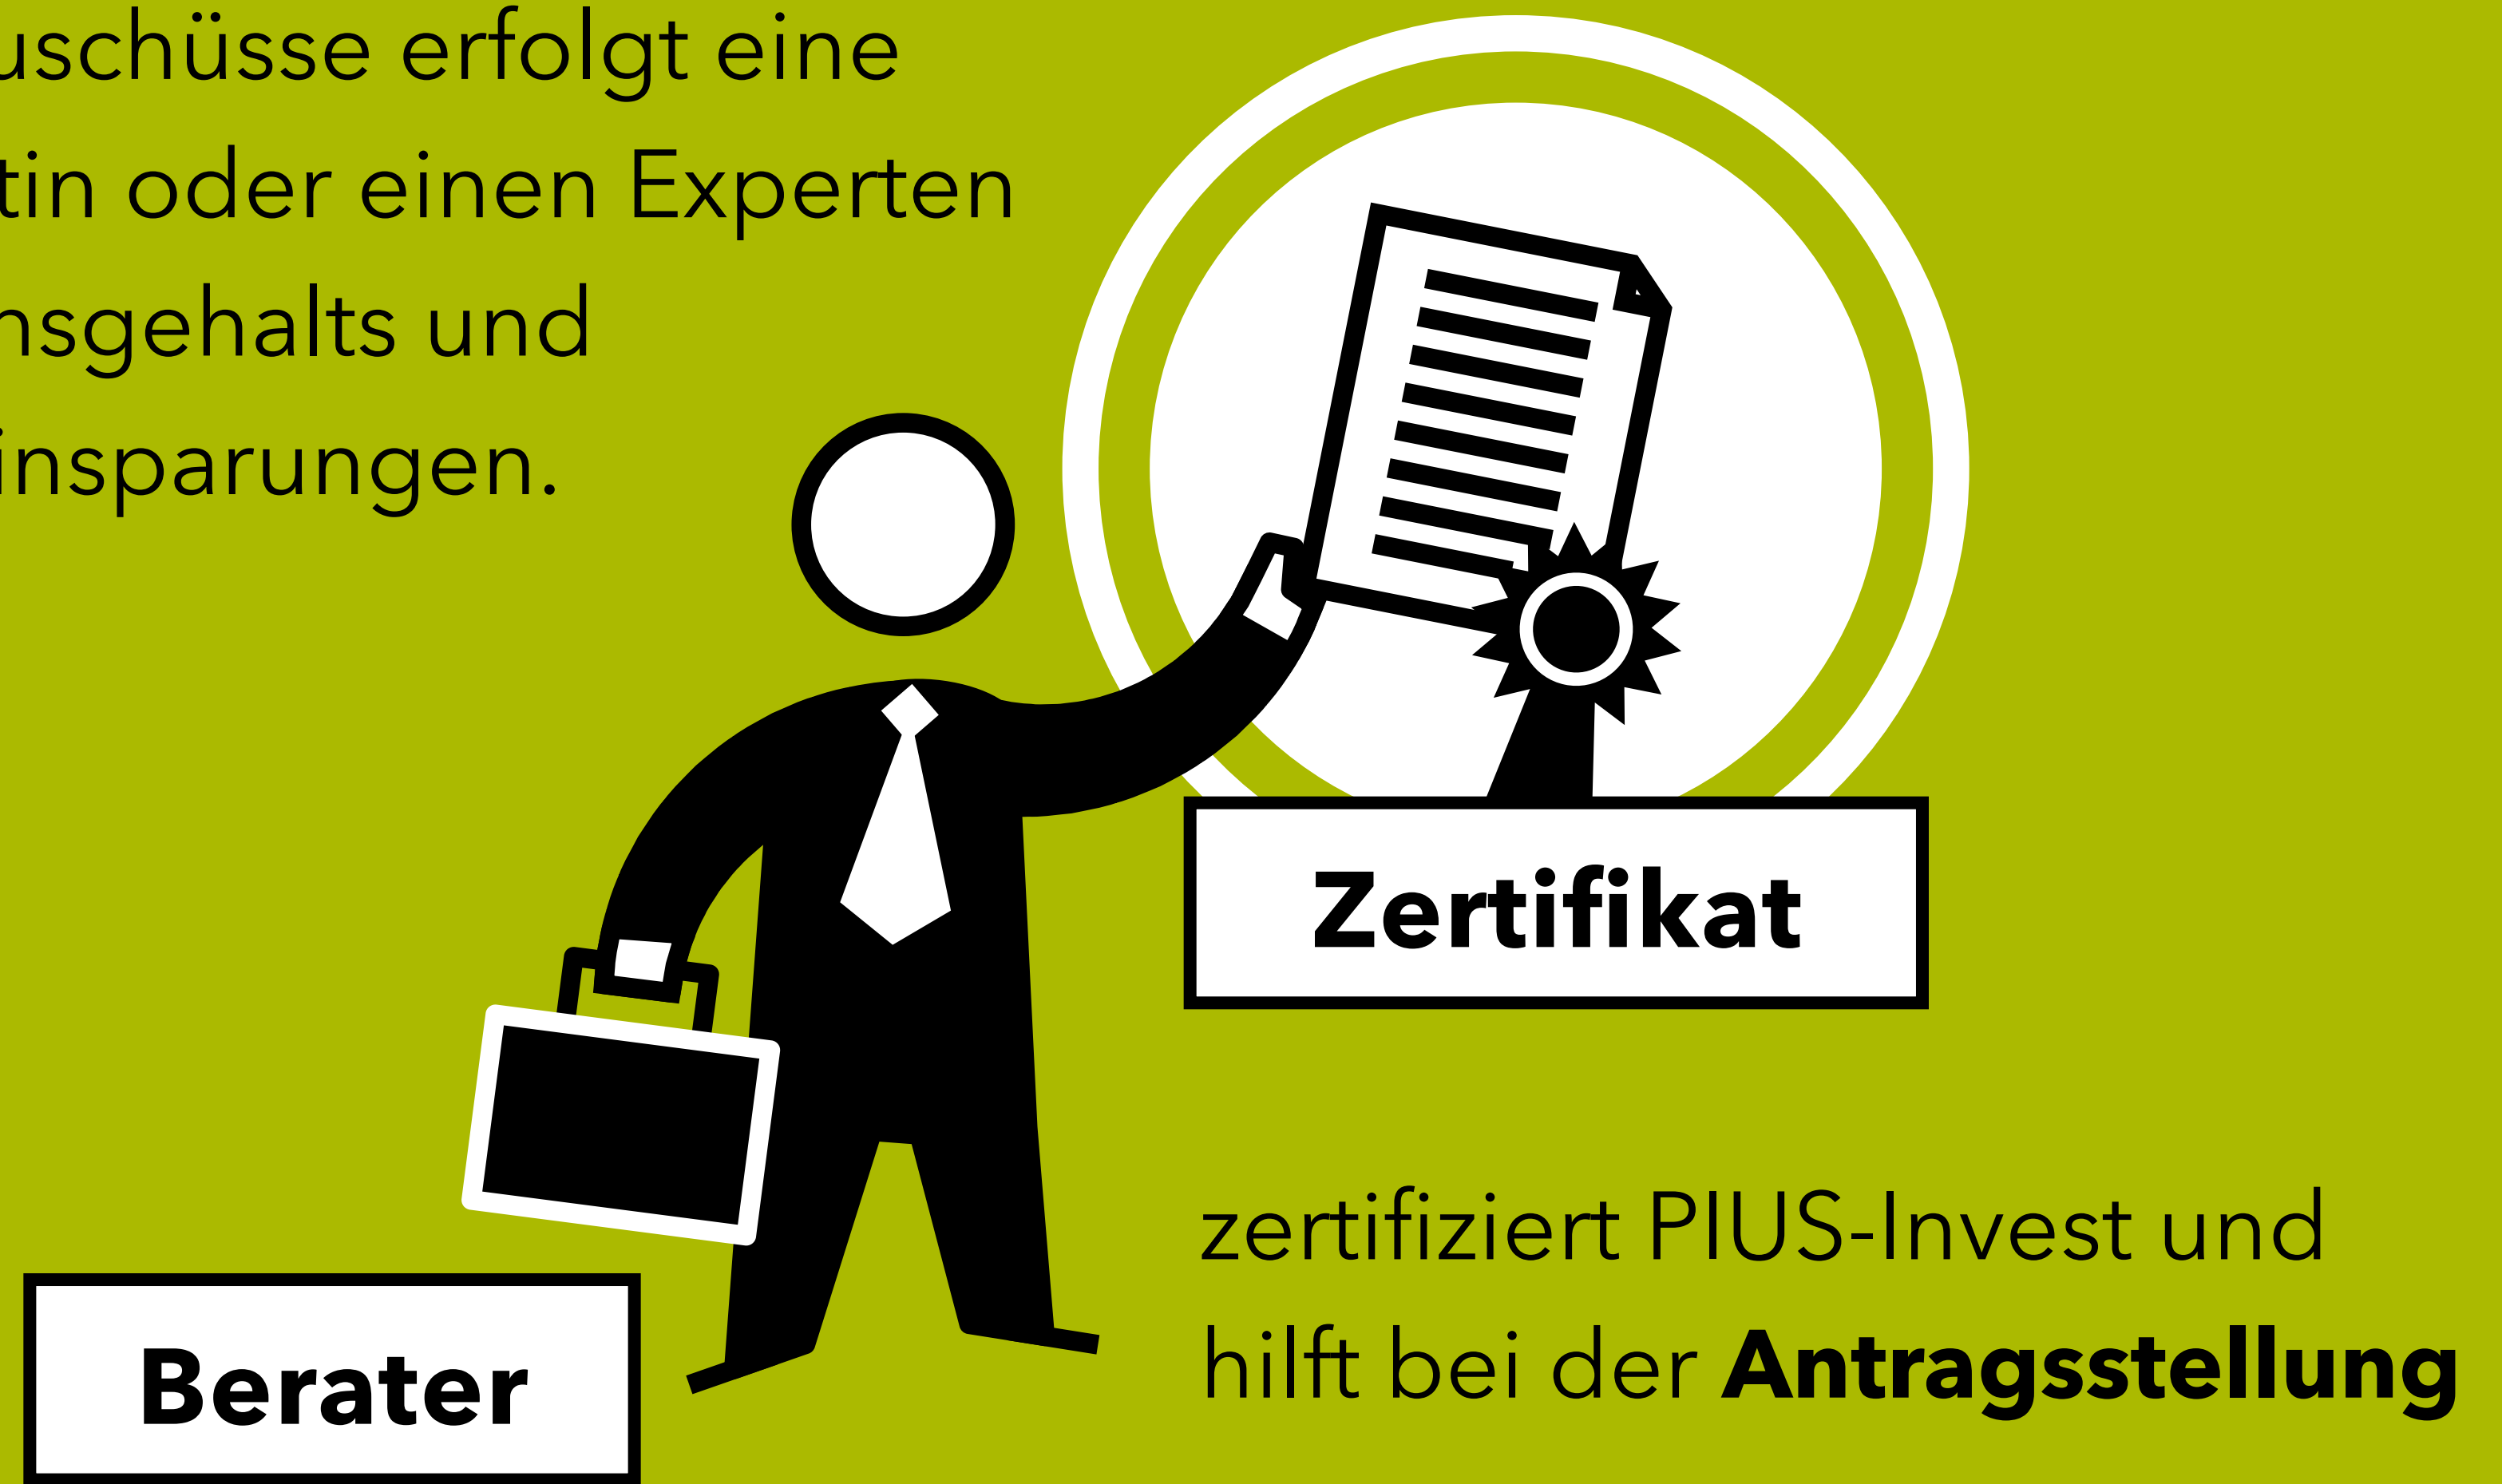 uschüsse erfolgt eine
tin oder einen Experten
nsgehalts und
insparungen.
Zertifikat
zertifiziert PIUS-Invest und
hilft bei der Antragsstellung
Berater